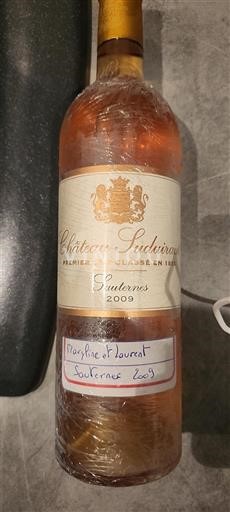 Château Suduiraut
PREMIER CRU CLASSÉ EN 1855
Sauternes
2009
Maryline et Laurent
Sauternes 2009